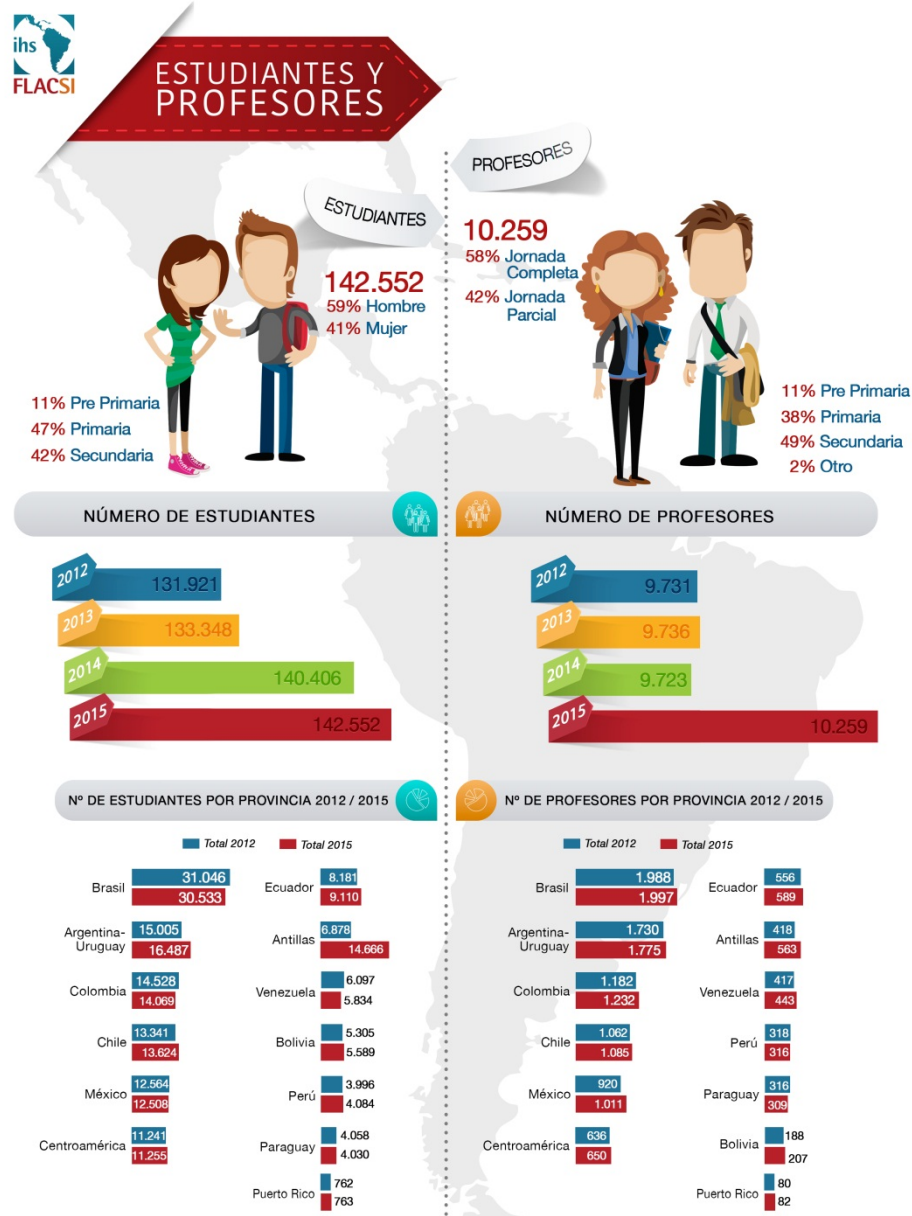 ihs
FLACSI
ESTUDIANTES Y
PROFESORES
ESTUDIANTES
142.552
59% Hombre
41% Mujer
11% Pre Primaria
47% Primaria
42% Secundaria
PROFESORES
10.259
58% Jornada
Completa
42% Jornada
Parcial
11% Pre Primaria
38% Primaria
49% Secundaria
2% Otro
NÚMERO DE ESTUDIANTES
2012 131.921
2013 133.348
2014 140.406
2015 142.552
NÚMERO DE PROFESORES
2012 9.731
2013 9.736
2014 9.723
2015 10.259
Nº DE ESTUDIANTES POR PROVINCIA 2012 / 2015
Total 2012 Total 2015
Brasil 31.046
30.533
Argentina-
Uruguay 15.005
16.487
Colombia 14.528
14.069
Chile 13.341
13.624
México 12.564
12.508
Centroamérica 11.241
11.255
Ecuador 8.181
9.110
Antillas 6.878
14.666
Venezuela 6.097
5.834
Bolivia 5.305
5.589
Perú 3.996
4.084
Paraguay 4.058
4.030
Puerto Rico 762
763
Nº DE PROFESORES POR PROVINCIA 2012 / 2015
Total 2012 Total 2015
Brasil 1.988
1.997
Argentina-
Uruguay 1.730
1.775
Colombia 1.182
1.232
Chile 1.062
1.085
México 920
1.011
Centroamérica 636
650
Ecuador 556
589
Antillas 418
563
Venezuela 417
443
Perú 318
316
Paraguay 316
309
Bolivia 188
207
Puerto Rico 80
82